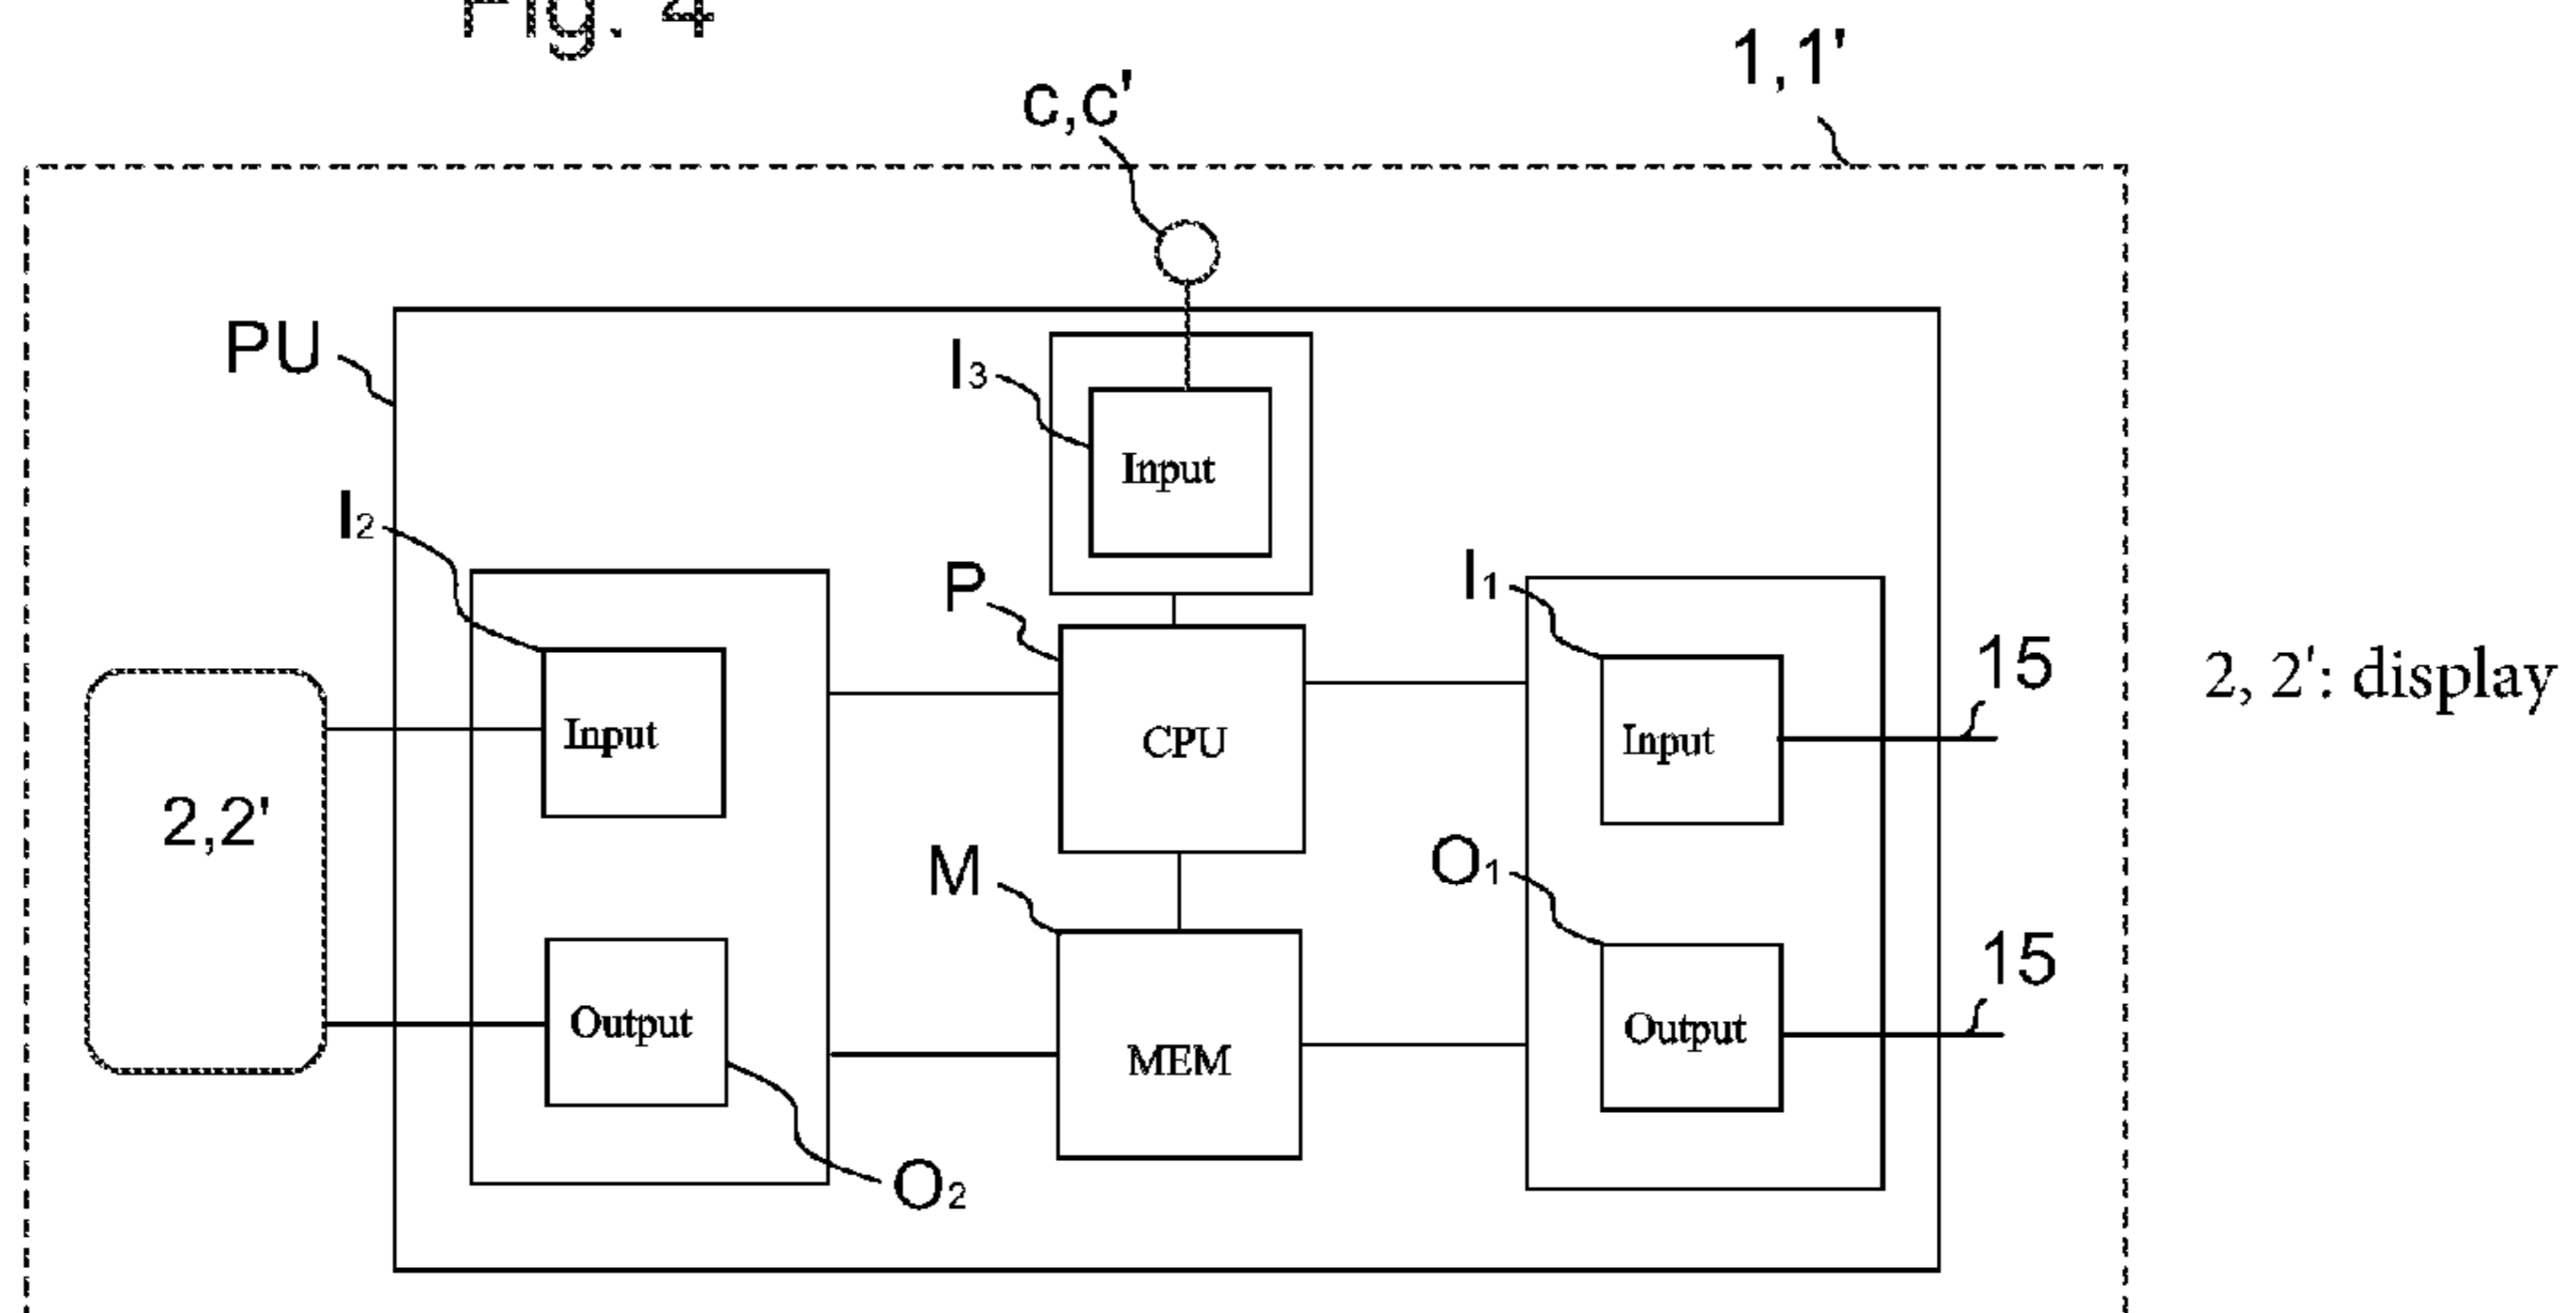 Fig. 4
1,1'
c,c'
PU
I3
Input
I2
P
I1
15
2, 2': display
Input
CPU
Input
2,2'
M
O1
15
Output
MEM
Output
O2